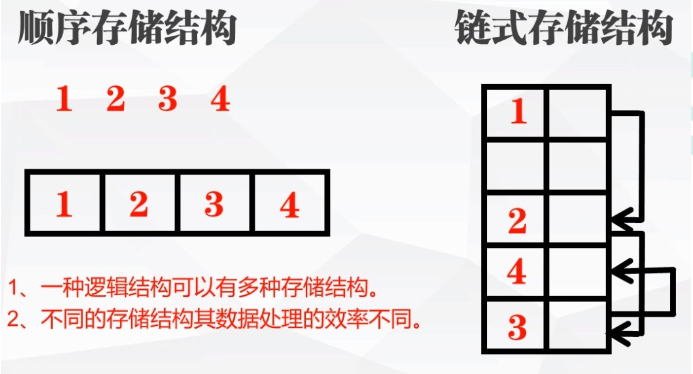 顺序存储结构
1 2 3 4
1 2 3 4
1、一种逻辑结构可以有多种存储结构。
2、不同的存储结构其数据处理的效率不同。
链式存储结构
1
2
4
3